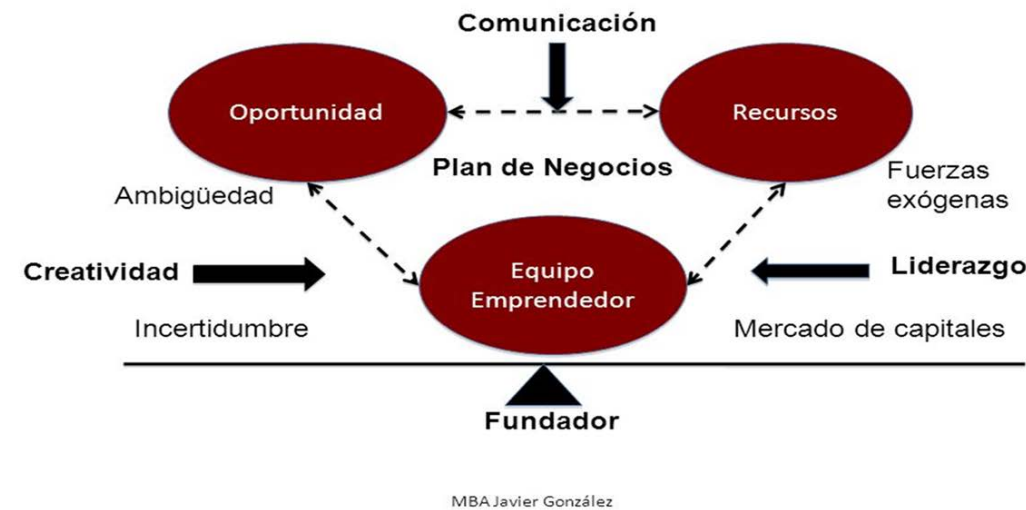 Comunicación
Oportunidad
Recursos
Plan de Negocios
Ambigüedad
Fuerzas
exógenas
Creatividad
Equipo
Emprendedor
Liderazgo
Incertidumbre
Mercado de capitales
Fundador
MBA Javier González